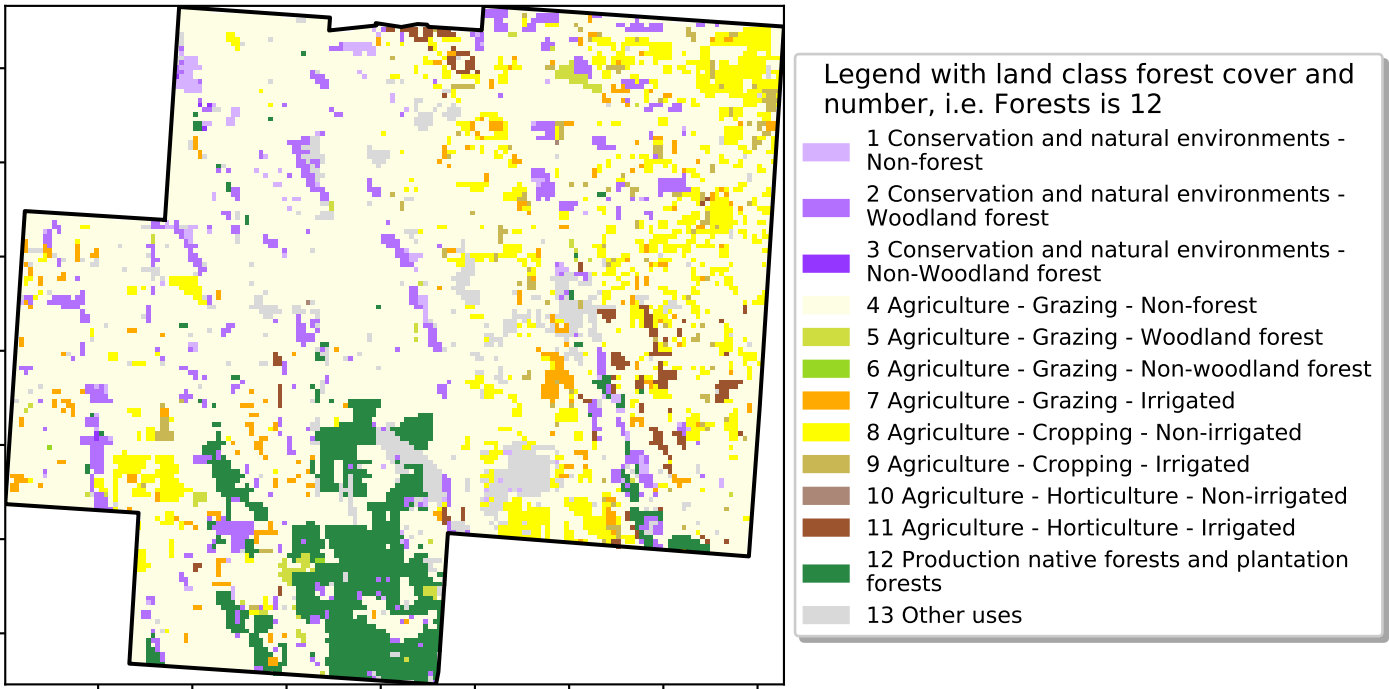 Legend with land class forest cover and
number, i.e. Forests is 12
1 Conservation and natural environments -
Non-forest
2 Conservation and natural environments -
Woodland forest
3 Conservation and natural environments -
Non-Woodland forest
4 Agriculture - Grazing - Non-forest
5 Agriculture - Grazing - Woodland forest
6 Agriculture - Grazing - Non-woodland forest
7 Agriculture - Grazing - Irrigated
8 Agriculture - Cropping - Non-irrigated
9 Agriculture - Cropping - Irrigated
10 Agriculture - Horticulture - Non-irrigated
11 Agriculture - Horticulture - Irrigated
12 Production native forests and plantation
forests
13 Other uses